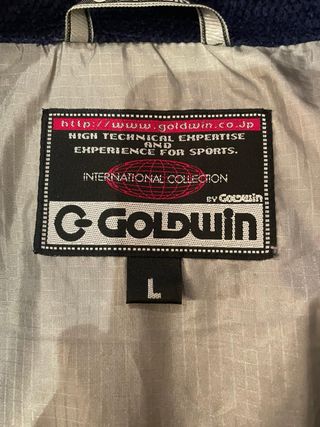 http://www.goldwin.co.jp
HIGH TECHNICAL EXPERTISE
AND
EXPERIENCE FOR SPORTS.
INTERNATIONAL COLLECTION
BY GOLDWIN
GOLDWIN
L